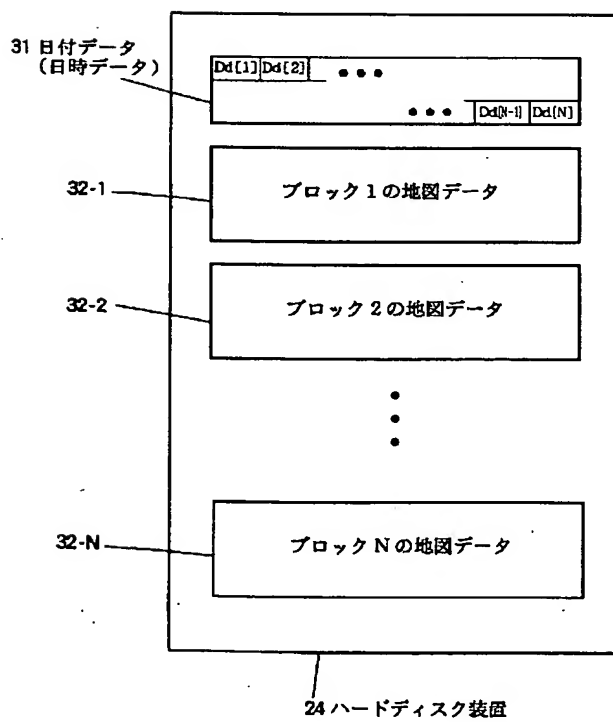 31 日付データ
(日時データ)
Dd[1] Dd[2] •••
••• Dd[N-1] Dd[N]
32-1
ブロック1の地図データ
32-2
ブロック2の地図データ
32-N
ブロックNの地図データ
24 ハードディスク装置